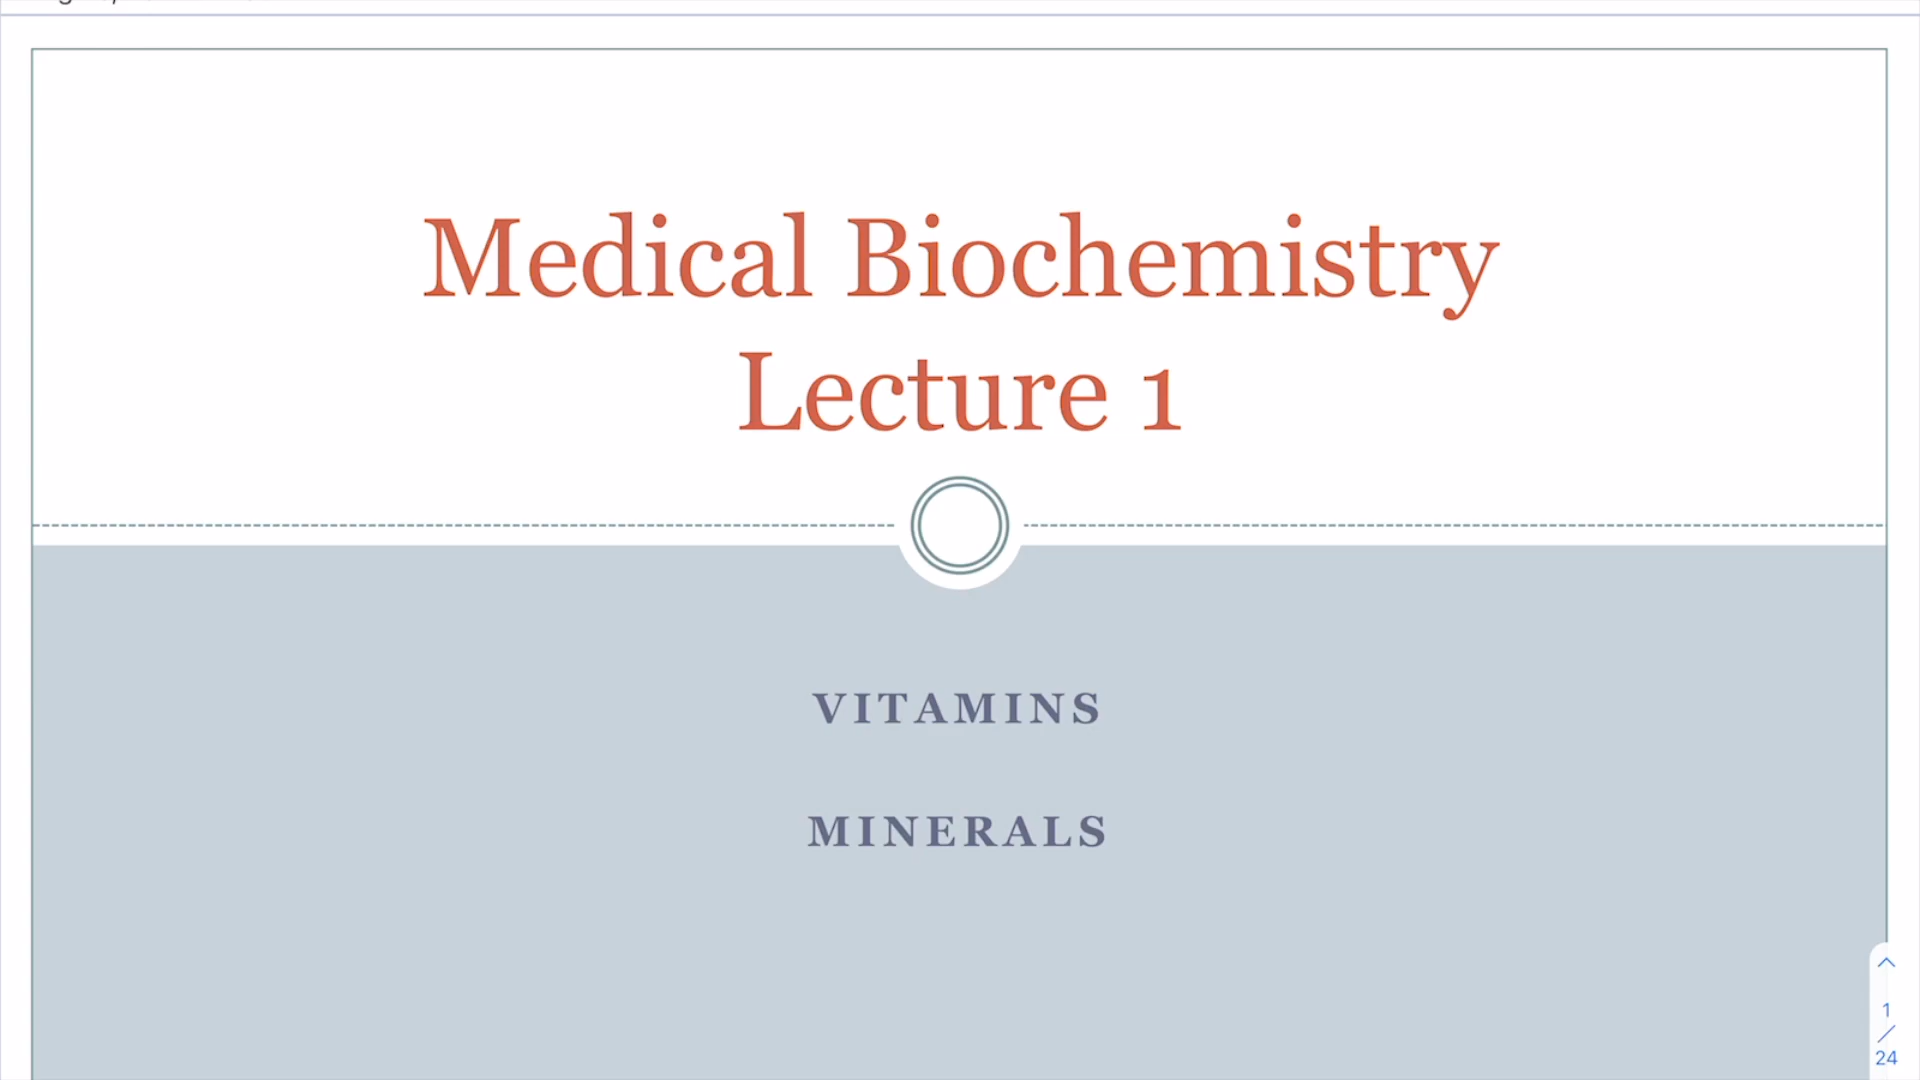 Medical Biochemistry
Lecture 1
VITAMINS
MINERALS
1
/
24